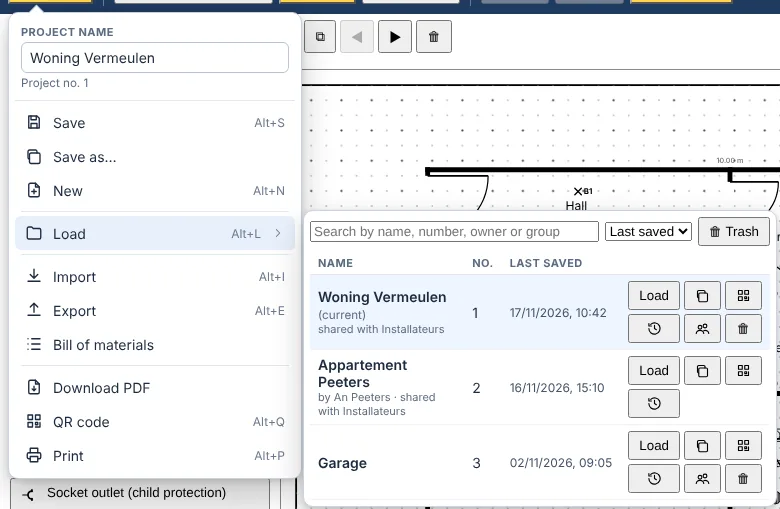 PROJECT NAME
Woning Vermeulen
Project no. 1
Save Alt+S
Save as...
New Alt+N
Load Alt+L
Import Alt+I
Export Alt+E
Bill of materials
Download PDF
QR code Alt+Q
Print Alt+P
Socket outlet (child protection)
10.00 m
B1
Hall
Search by name, number, owner or group Last saved Trash
NAME NO. LAST SAVED
Woning Vermeulen
(current)
shared with Installateurs
1 17/11/2026, 10:42 Load
Appartement
Peeters
by An Peeters · shared
with Installateurs
2 16/11/2026, 15:10 Load
Garage 3 02/11/2026, 09:05 Load